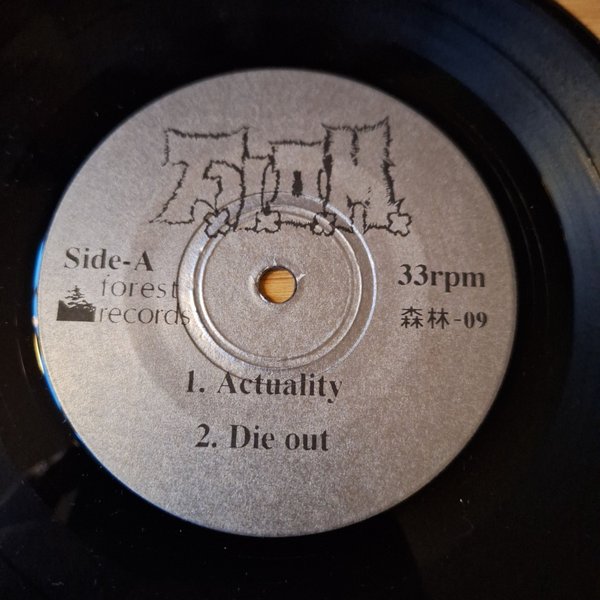 F.I.O.H.
Side-A
33rpm
forest
records
森林-09
1. Actuality
2. Die out